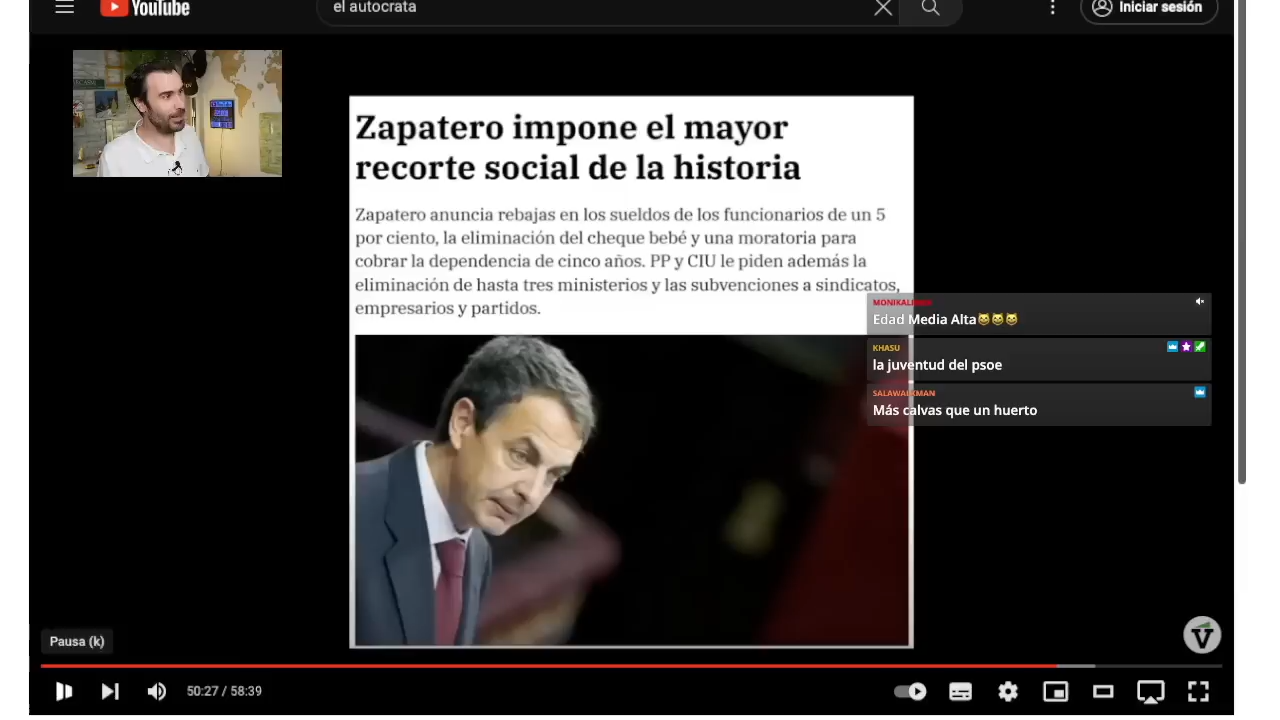 YouTube
el autocrata
Iniciar sesión
Zapatero impone el mayor
recorte social de la historia
Zapatero anuncia rebajas en los sueldos de los funcionarios de un 5
por ciento, la eliminación del cheque bebé y una moratoria para
cobrar la dependencia de cinco años. PP y CIU le piden además la
eliminación de hasta tres ministerios y las subvenciones a sindicatos,
empresarios y partidos.
Edad Media Alta😹😹😹
KHASU
la juventud del psoe
SALAWALKMAN
Más calvas que un huerto
Pausa (k)
V
50:27 / 58:39